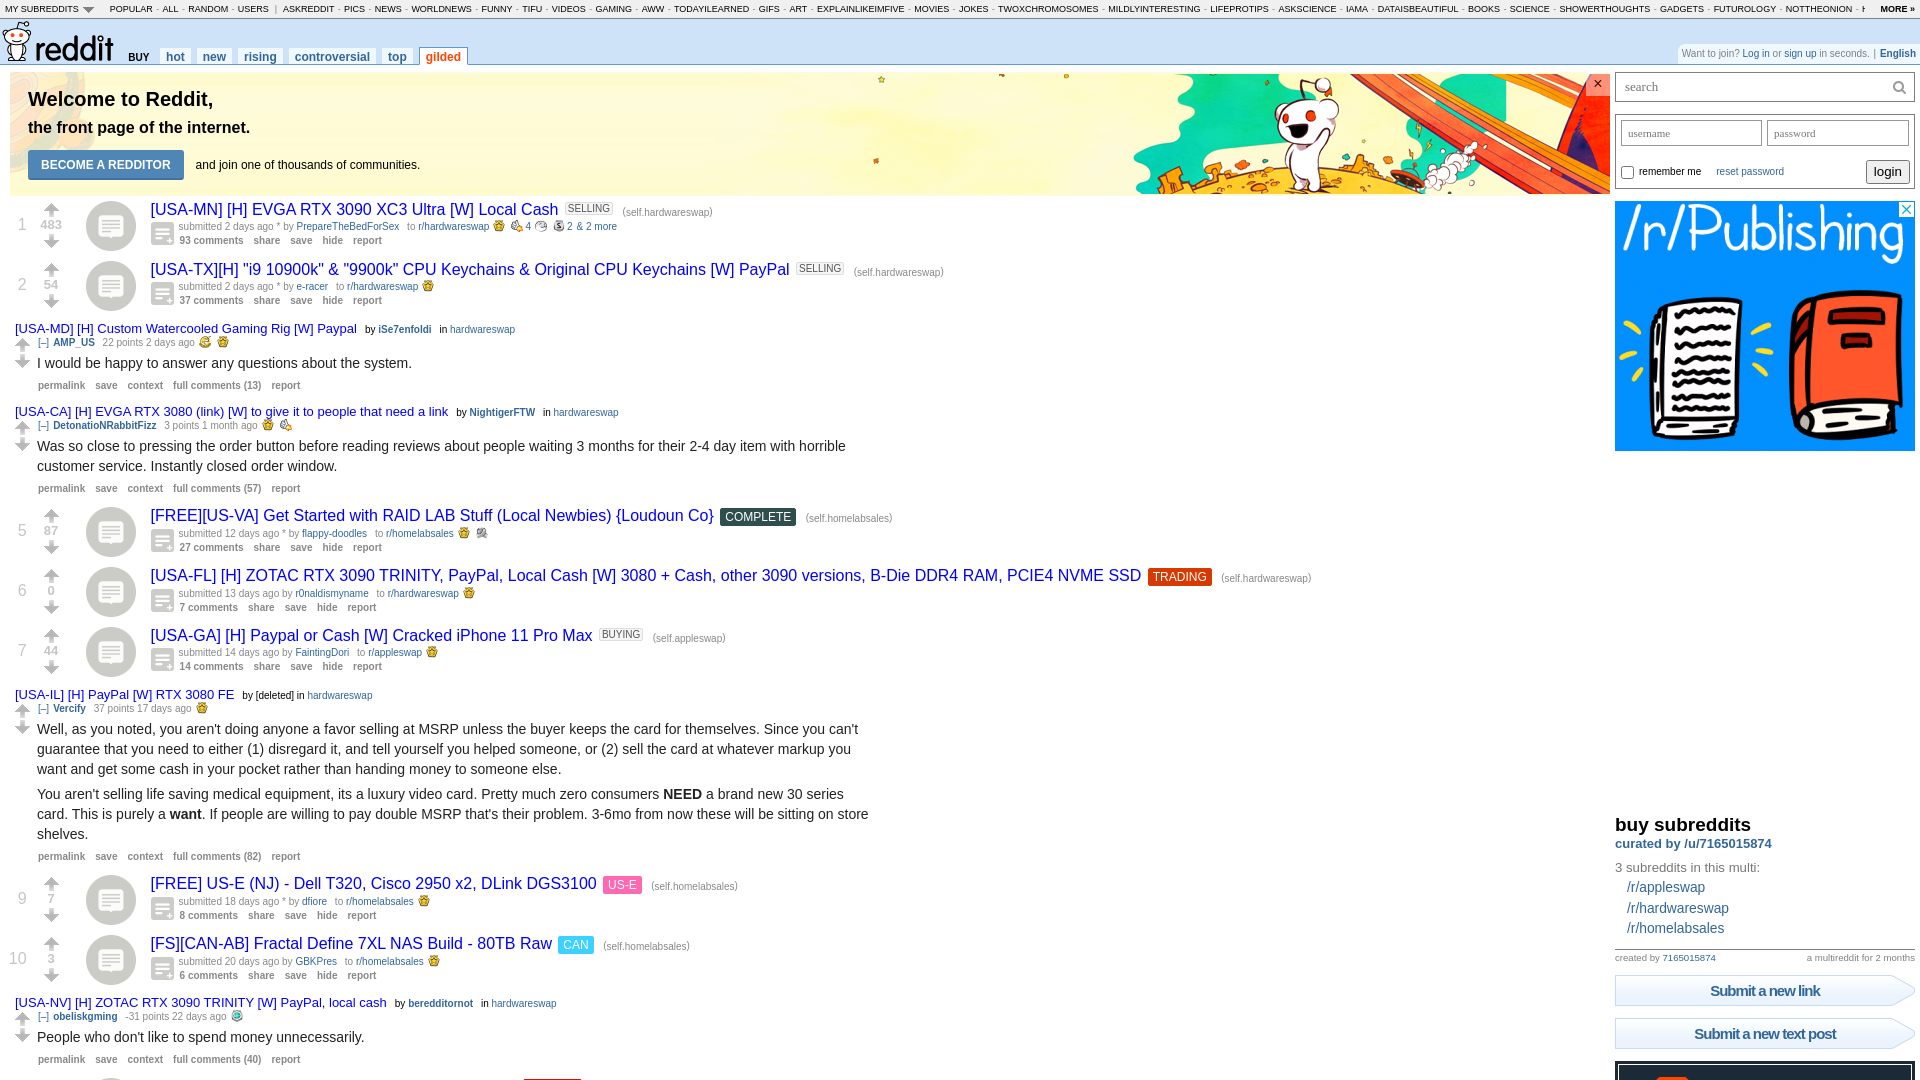 MY SUBREDDITS POPULAR - ALL - RANDOM - USERS | ASKREDDIT - PICS - NEWS - WORLDNEWS - FUNNY - TIFU - VIDEOS - GAMING - AWW - TODAYILEARNED - GIFS - ART - EXPLAINLIKEIMFIVE - MOVIES - JOKES - TWOXCHROMOSOMES - MILDLYINTERESTING - LIFEPROTIPS - ASKSCIENCE - IAMA - DATAISBEAUTIFUL - BOOKS - SCIENCE - SHOWERTHOUGHTS - GADGETS - FUTUROLOGY - NOTTHEONION - MORE »
reddit BUY hot new rising controversial top gilded
Want to join? Log in or sign up in seconds. | English
Welcome to Reddit,
the front page of the internet.
BECOME A REDDITOR and join one of thousands of communities.
×
search
username password
remember me reset password login
/r/Publishing
1 483 [USA-MN] [H] EVGA RTX 3090 XC3 Ultra [W] Local Cash SELLING (self.hardwareswap)
submitted 2 days ago * by PrepareTheBedForSex to r/hardwareswap 4 2 & 2 more
93 comments share save hide report
2 54 [USA-TX][H] "i9 10900k" & "9900k" CPU Keychains & Original CPU Keychains [W] PayPal SELLING (self.hardwareswap)
submitted 2 days ago * by e-racer to r/hardwareswap
37 comments share save hide report
[USA-MD] [H] Custom Watercooled Gaming Rig [W] Paypal by iSe7enfoldi in hardwareswap
[–] AMP_US 22 points 2 days ago
I would be happy to answer any questions about the system.
permalink save context full comments (13) report
[USA-CA] [H] EVGA RTX 3080 (link) [W] to give it to people that need a link by NightigerFTW in hardwareswap
[–] DetonatioNRabbitFizz 3 points 1 month ago
Was so close to pressing the order button before reading reviews about people waiting 3 months for their 2-4 day item with horrible
customer service. Instantly closed order window.
permalink save context full comments (57) report
5 87 [FREE][US-VA] Get Started with RAID LAB Stuff (Local Newbies) {Loudoun Co} COMPLETE (self.homelabsales)
submitted 12 days ago * by flappy-doodles to r/homelabsales
27 comments share save hide report
6 0 [USA-FL] [H] ZOTAC RTX 3090 TRINITY, PayPal, Local Cash [W] 3080 + Cash, other 3090 versions, B-Die DDR4 RAM, PCIE4 NVME SSD TRADING (self.hardwareswap)
submitted 13 days ago by r0naldismyname to r/hardwareswap
7 comments share save hide report
7 44 [USA-GA] [H] Paypal or Cash [W] Cracked iPhone 11 Pro Max BUYING (self.appleswap)
submitted 14 days ago by FaintingDori to r/appleswap
14 comments share save hide report
[USA-IL] [H] PayPal [W] RTX 3080 FE by [deleted] in hardwareswap
[–] Vercify 37 points 17 days ago
Well, as you noted, you aren't doing anyone a favor selling at MSRP unless the buyer keeps the card for themselves. Since you can't
guarantee that you need to either (1) disregard it, and tell yourself you helped someone, or (2) sell the card at whatever markup you
want and get some cash in your pocket rather than handing money to someone else.
You aren't selling life saving medical equipment, its a luxury video card. Pretty much zero consumers NEED a brand new 30 series
card. This is purely a want. If people are willing to pay double MSRP that's their problem. 3-6mo from now these will be sitting on store
shelves.
permalink save context full comments (82) report
9 7 [FREE] US-E (NJ) - Dell T320, Cisco 2950 x2, DLink DGS3100 US-E (self.homelabsales)
submitted 18 days ago * by dfiore to r/homelabsales
8 comments share save hide report
10 3 [FS][CAN-AB] Fractal Define 7XL NAS Build - 80TB Raw CAN (self.homelabsales)
submitted 20 days ago by GBKPres to r/homelabsales
6 comments share save hide report
[USA-NV] [H] ZOTAC RTX 3090 TRINITY [W] PayPal, local cash by beredditornot in hardwareswap
[–] obeliskgming -31 points 22 days ago
People who don't like to spend money unnecessarily.
permalink save context full comments (40) report
buy subreddits
curated by /u/7165015874
3 subreddits in this multi:
/r/appleswap
/r/hardwareswap
/r/homelabsales
created by 7165015874 a multireddit for 2 months
Submit a new link
Submit a new text post